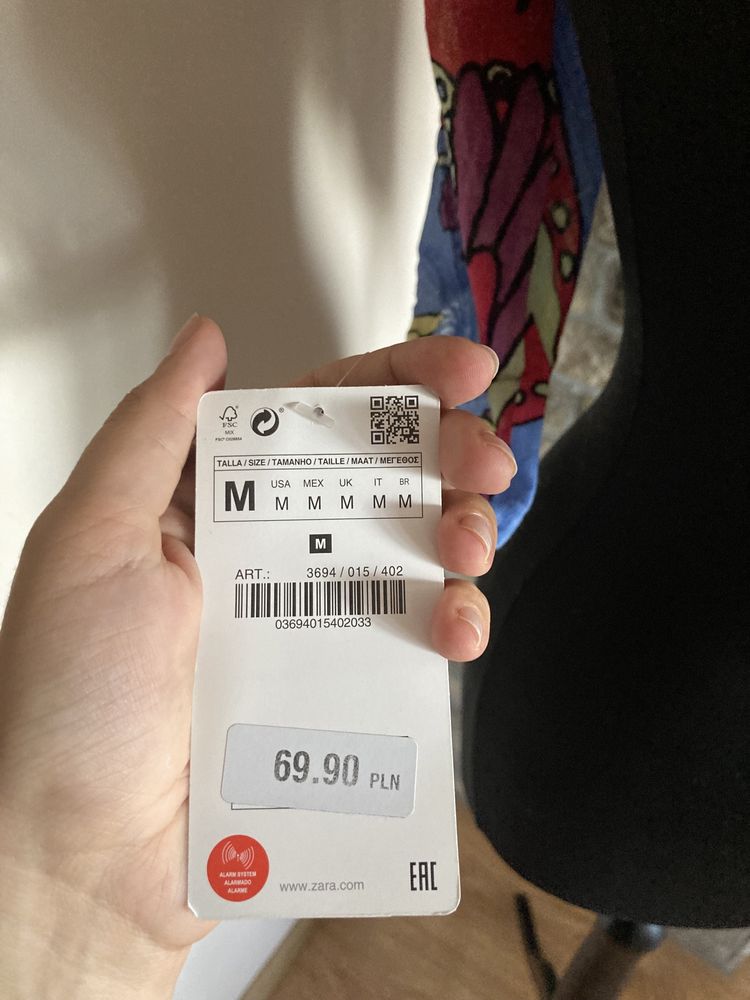 FSC
MIX
®
TALLA / SIZE / TAMANHO / TAILLE / MAAT / ΜΕΓΕΘΟΣ
M
USA MEX UK IT BR
M M M M M
M
ART.: 3694 / 015 / 402
03694015402033
69.90 PLN
ALARM SYSTEM
ALARMADO
ALARME
www.zara.com
EAC